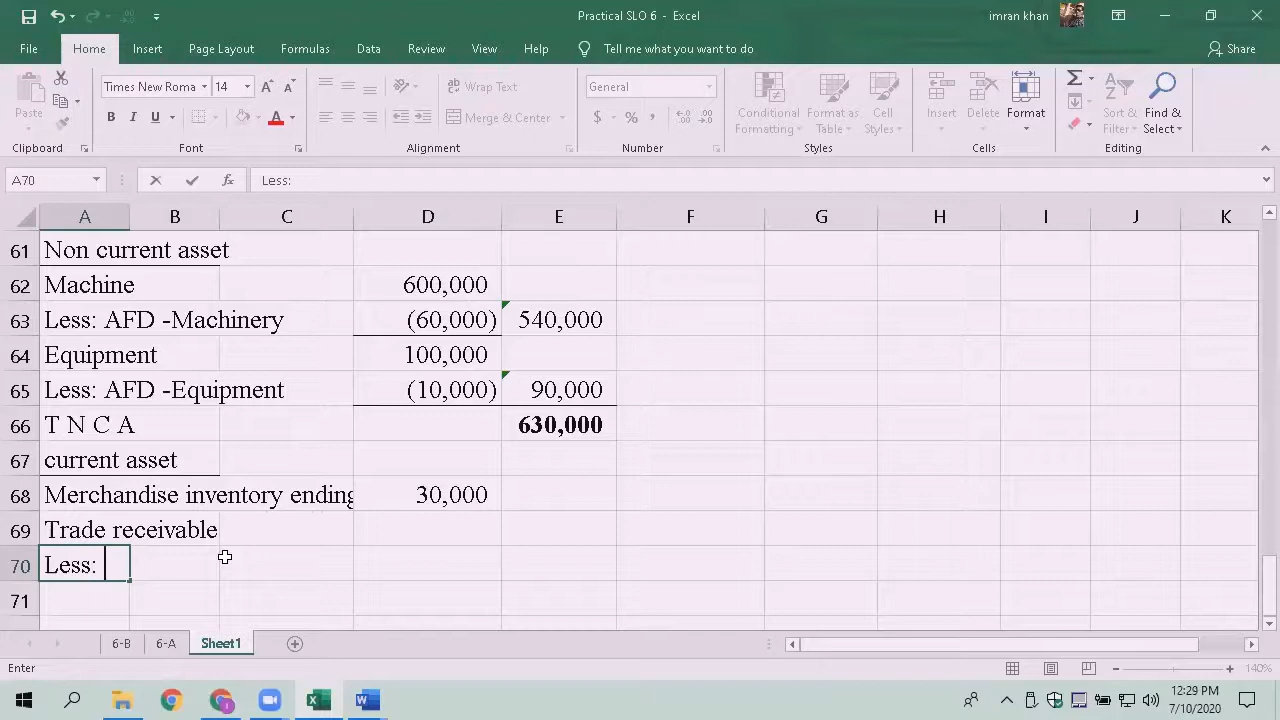 Practical SLO 6 - Excel
imran khan
File Home Insert Page Layout Formulas Data Review View Help Tell me what you want to do Share
Paste
Clipboard
Times New Roma 14
B I U A
Font
Wrap Text
Merge & Center
Alignment
General
$ % ,
Number
Conditional Formatting
Format as Table
Cell Styles
Styles
Insert Delete Format
Cells
Sort & Filter
Find & Select
Editing
A70 fx Less:
A B C D E F G H I J K
61 Non current asset
62 Machine 600,000
63 Less: AFD -Machinery (60,000) 540,000
64 Equipment 100,000
65 Less: AFD -Equipment (10,000) 90,000
66 T N C A 630,000
67 current asset
68 Merchandise inventory ending 30,000
69 Trade receivable
70 Less:
71
6-B 6-A Sheet1
Enter 140%
12:29 PM
7/10/2020